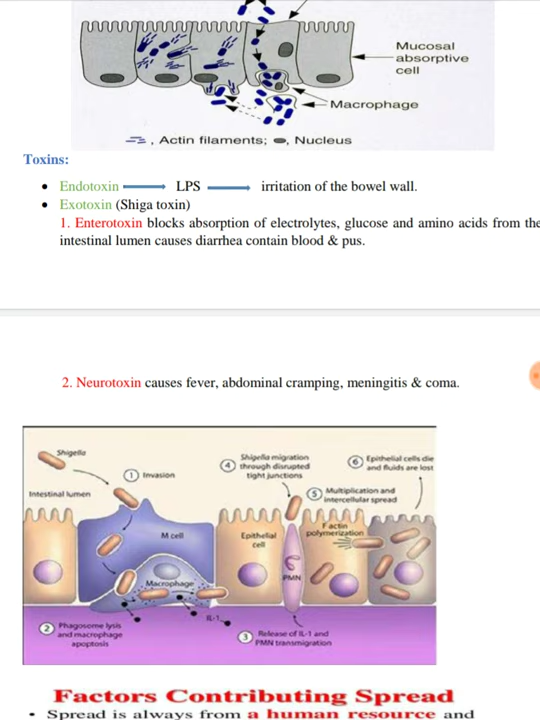 Mucosal
absorptive
cell
Macrophage
, Actin filaments; , Nucleus
Toxins:
• Endotoxin LPS irritation of the bowel wall.
• Exotoxin (Shiga toxin)
1. Enterotoxin blocks absorption of electrolytes, glucose and amino acids from the
intestinal lumen causes diarrhea contain blood & pus.
2. Neurotoxin causes fever, abdominal cramping, meningitis & coma.
Shigella
1 Invasion
Intestinal lumen
M cell
Macrophage
2 Phagosome lysis
and macrophage
apoptosis
IL-1
3 Release of IL-1 and
PMN transmigration
4 Shigella migration
through disrupted
tight junctions
Epithelial
cell
PMN
5 Multiplication and
intercellular spread
F actin
polymerization
6 Epithelial cells die
and fluids are lost
Factors Contributing Spread
• Spread is always from a human resource and